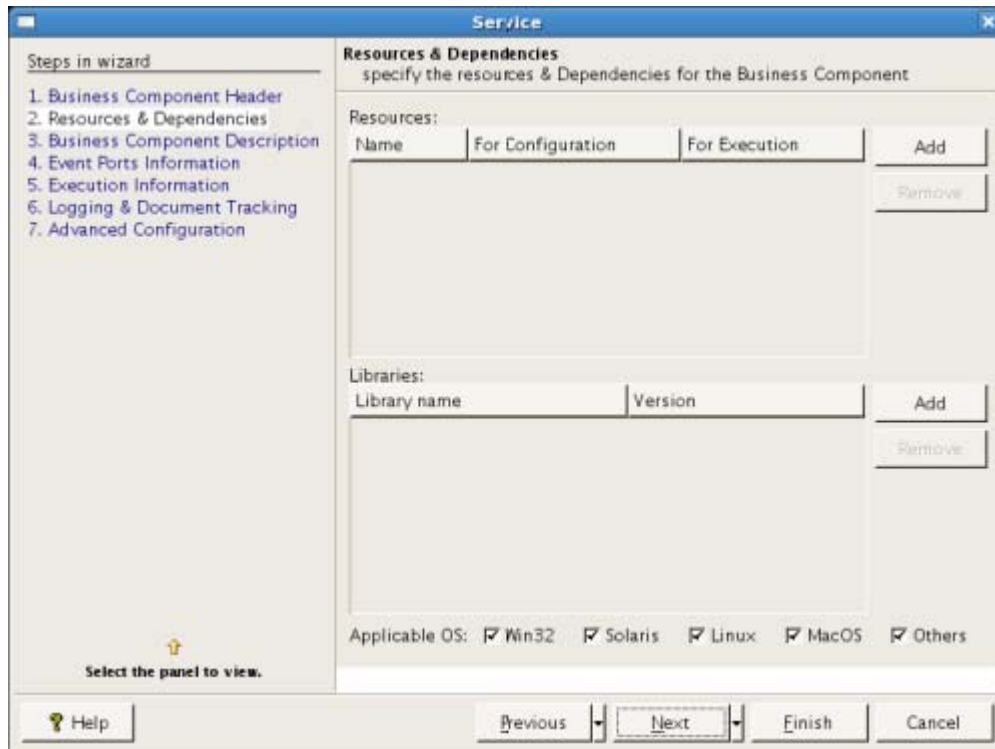 Service
Steps in wizard
1. Business Component Header
2. Resources & Dependencies
3. Business Component Description
4. Event Ports Information
5. Execution Information
6. Logging & Document Tracking
7. Advanced Configuration
Select the panel to view.
Resources & Dependencies
specify the resources & Dependencies for the Business Component
Resources:
Name For Configuration For Execution Add
Remove
Libraries:
Library name Version Add
Remove
Applicable OS: Win32 Solaris Linux MacOS Others
Help Previous Next Finish Cancel